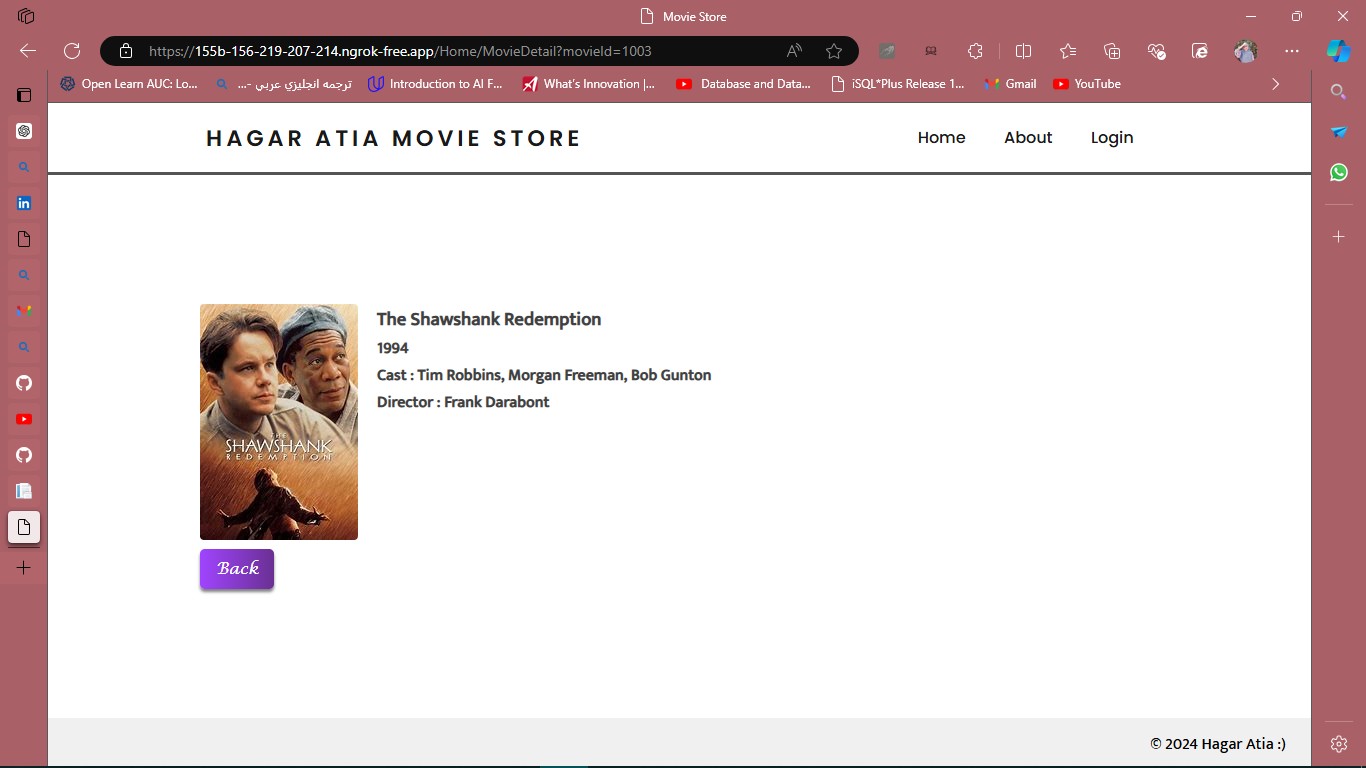 Movie Store
https://155b-156-219-207-214.ngrok-free.app/Home/MovieDetail?movieId=1003
Open Learn AUC: Lo...
ترجمه انجليزي عربي -...
Introduction to AI F...
What's Innovation |...
Database and Data...
iSQL*Plus Release 1...
Gmail
YouTube
HAGAR ATIA MOVIE STORE
Home
About
Login
The Shawshank Redemption
1994
Cast : Tim Robbins, Morgan Freeman, Bob Gunton
Director : Frank Darabont
THE
SHAWSHANK
REDEMPTION
Back
© 2024 Hagar Atia :)